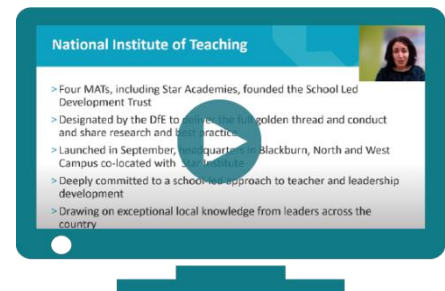 National Institute of Teaching
> Four MATs, including Star Academies, founded the School Led
Development Trust
> Designated by the DfE to deliver the full golden thread and conduct
and share research and best practice
> Launched in September, headquarters in Blackburn, North and West
Campus co-located with Star Institute
> Deeply committed to a school-led approach to teacher and leadership
development
> Drawing on exceptional local knowledge from leaders across the
country